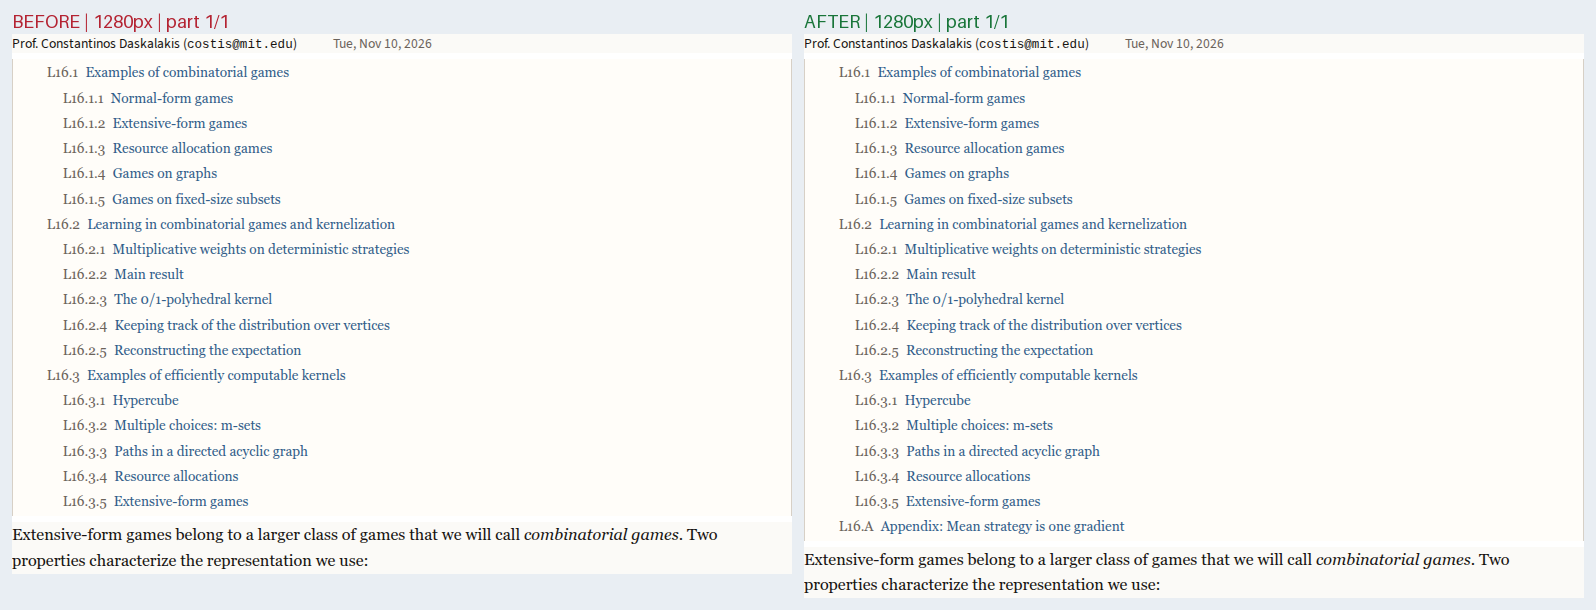 BEFORE | 1280px | part 1/1
Prof. Constantinos Daskalakis (costis@mit.edu) Tue, Nov 10, 2026
L16.1 Examples of combinatorial games
L16.1.1 Normal-form games
L16.1.2 Extensive-form games
L16.1.3 Resource allocation games
L16.1.4 Games on graphs
L16.1.5 Games on fixed-size subsets
L16.2 Learning in combinatorial games and kernelization
L16.2.1 Multiplicative weights on deterministic strategies
L16.2.2 Main result
L16.2.3 The 0/1-polyhedral kernel
L16.2.4 Keeping track of the distribution over vertices
L16.2.5 Reconstructing the expectation
L16.3 Examples of efficiently computable kernels
L16.3.1 Hypercube
L16.3.2 Multiple choices: m-sets
L16.3.3 Paths in a directed acyclic graph
L16.3.4 Resource allocations
L16.3.5 Extensive-form games
Extensive-form games belong to a larger class of games that we will call combinatorial games. Two
properties characterize the representation we use:
AFTER | 1280px | part 1/1
Prof. Constantinos Daskalakis (costis@mit.edu) Tue, Nov 10, 2026
L16.1 Examples of combinatorial games
L16.1.1 Normal-form games
L16.1.2 Extensive-form games
L16.1.3 Resource allocation games
L16.1.4 Games on graphs
L16.1.5 Games on fixed-size subsets
L16.2 Learning in combinatorial games and kernelization
L16.2.1 Multiplicative weights on deterministic strategies
L16.2.2 Main result
L16.2.3 The 0/1-polyhedral kernel
L16.2.4 Keeping track of the distribution over vertices
L16.2.5 Reconstructing the expectation
L16.3 Examples of efficiently computable kernels
L16.3.1 Hypercube
L16.3.2 Multiple choices: m-sets
L16.3.3 Paths in a directed acyclic graph
L16.3.4 Resource allocations
L16.3.5 Extensive-form games
L16.A Appendix: Mean strategy is one gradient
Extensive-form games belong to a larger class of games that we will call combinatorial games. Two
properties characterize the representation we use: